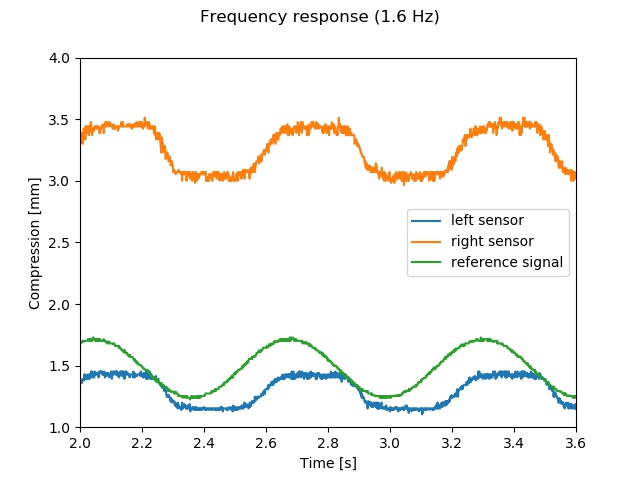 Frequency response (1.6 Hz)
4.0
3.5
3.0
2.5
2.0
1.5
1.0
Compression [mm]
left sensor
right sensor
reference signal
2.0 2.2 2.4 2.6 2.8 3.0 3.2 3.4 3.6
Time [s]